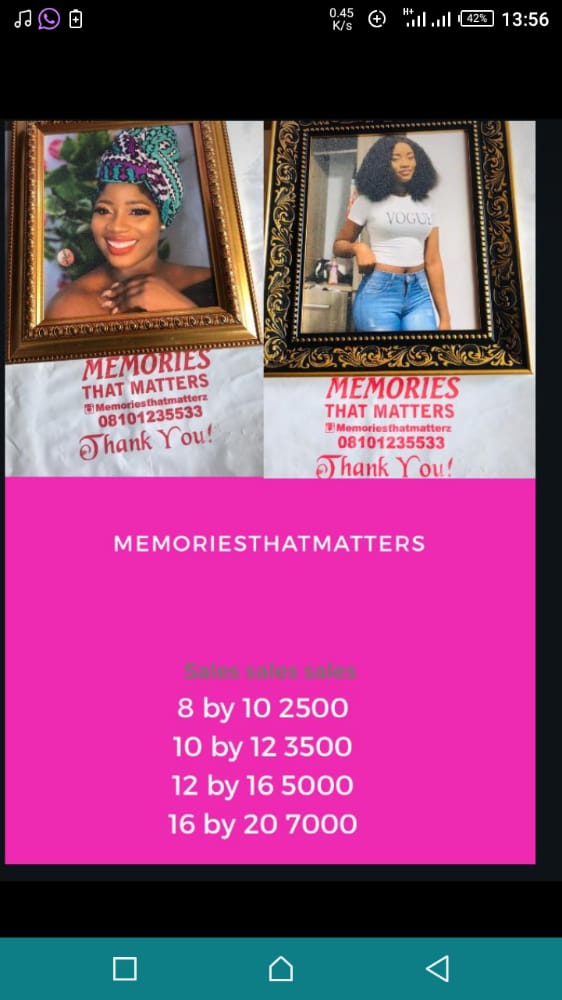 0.45
K/s
H+
42%
13:56
VOGUE
MEMORIES
THAT MATTERS
Memoriesthatmatterz
08101235533
Thank You!
MEMORIES
THAT MATTERS
Memoriesthatmatterz
08101235533
Thank You!
MEMORIESTHATMATTERS
Sales sales sales
8 by 10 2500
10 by 12 3500
12 by 16 5000
16 by 20 7000